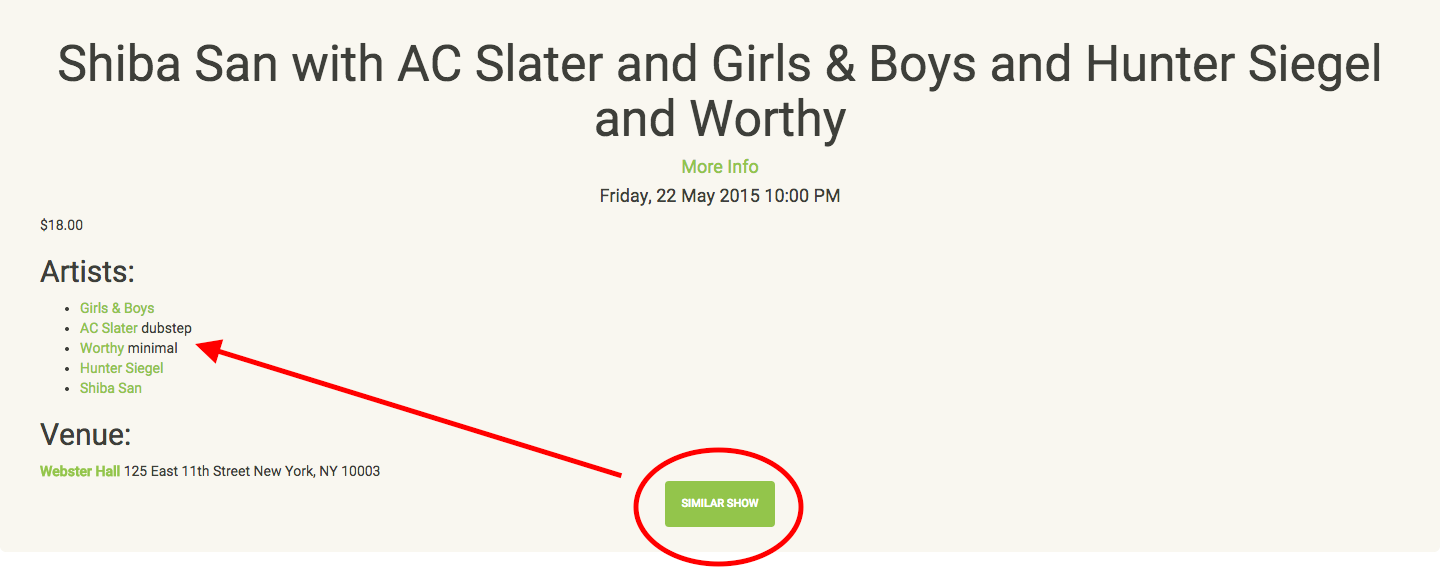 Shiba San with AC Slater and Girls & Boys and Hunter Siegel
and Worthy
More Info
Friday, 22 May 2015 10:00 PM
$18.00
Artists:
Girls & Boys
AC Slater dubstep
Worthy minimal
Hunter Siegel
Shiba San
Venue:
Webster Hall 125 East 11th Street New York, NY 10003
SIMILAR SHOW